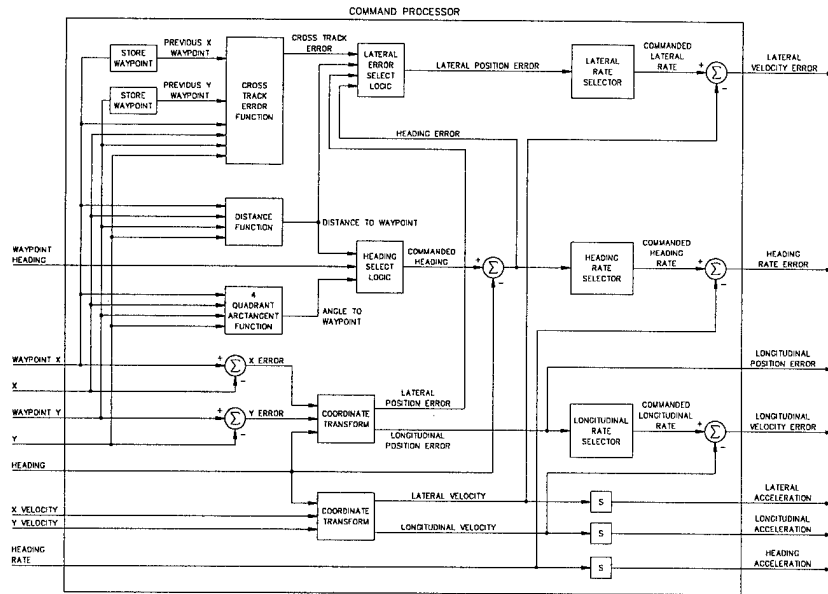 COMMAND PROCESSOR
STORE
WAYPOINT
PREVIOUS X
WAYPOINT
STORE
WAYPOINT
PREVIOUS Y
WAYPOINT
CROSS
TRACK
ERROR
FUNCTION
CROSS TRACK
ERROR
LATERAL
ERROR
SELECT
LOGIC
LATERAL POSITION ERROR
LATERAL
RATE
SELECTOR
COMMANDED
LATERAL
RATE
+
Σ
-
LATERAL
VELOCITY ERROR
HEADING ERROR
DISTANCE
FUNCTION
DISTANCE TO WAYPOINT
WAYPOINT
HEADING
HEADING
SELECT
LOGIC
COMMANDED
HEADING
+
Σ
-
HEADING
RATE
SELECTOR
COMMANDED
HEADING
RATE
+
Σ
-
HEADING
RATE ERROR
4
QUADRANT
ARCTANGENT
FUNCTION
ANGLE TO
WAYPOINT
WAYPOINT X
+
Σ
-
X ERROR
X
WAYPOINT Y
+
Σ
-
Y ERROR
Y
COORDINATE
TRANSFORM
LATERAL
POSITION ERROR
LONGITUDINAL
POSITION ERROR
LONGITUDINAL
POSITION ERROR
LONGITUDINAL
RATE
SELECTOR
COMMANDED
LONGITUDINAL
RATE
+
Σ
-
LONGITUDINAL
VELOCITY ERROR
HEADING
X VELOCITY
Y VELOCITY
COORDINATE
TRANSFORM
LATERAL VELOCITY
LONGITUDINAL VELOCITY
S
LATERAL
ACCELERATION
S
LONGITUDINAL
ACCELERATION
HEADING
RATE
S
HEADING
ACCELERATION